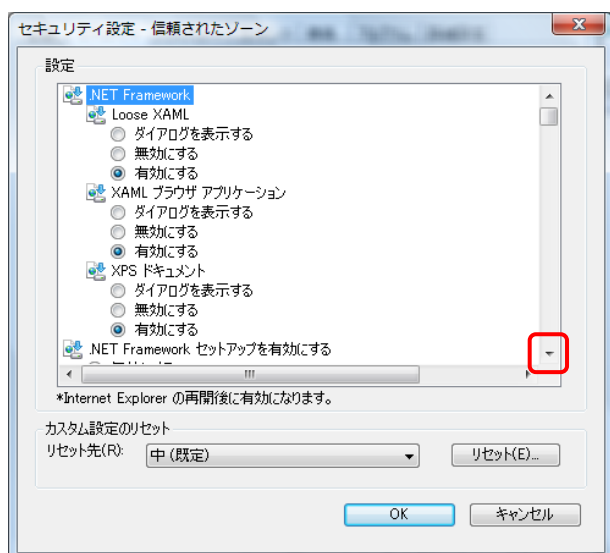 セキュリティ設定 - 信頼されたゾーン
設定
.NET Framework
Loose XAML
ダイアログを表示する
無効にする
有効にする
XAML ブラウザ アプリケーション
ダイアログを表示する
無効にする
有効にする
XPS ドキュメント
ダイアログを表示する
無効にする
有効にする
.NET Framework セットアップを有効にする
*Internet Explorer の再開後に有効になります。
カスタム設定のリセット
リセット先(R): 中 (既定) リセット(E)...
OK キャンセル